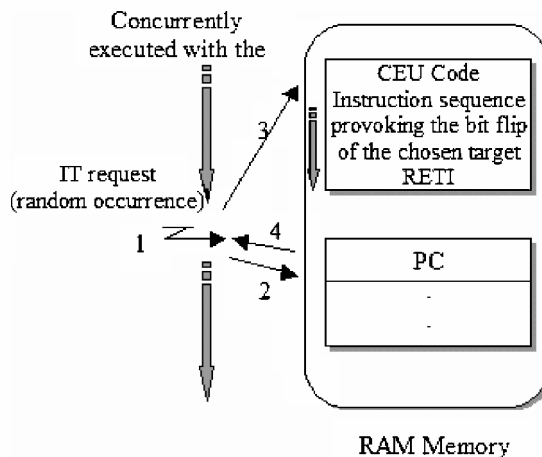 Concurrently
executed with the
CEU Code
Instruction sequence
provoking the bit flip
of the chosen target
RETI
3
IT request
(random occurrence)
1
4
2
PC
.
.
RAM Memory